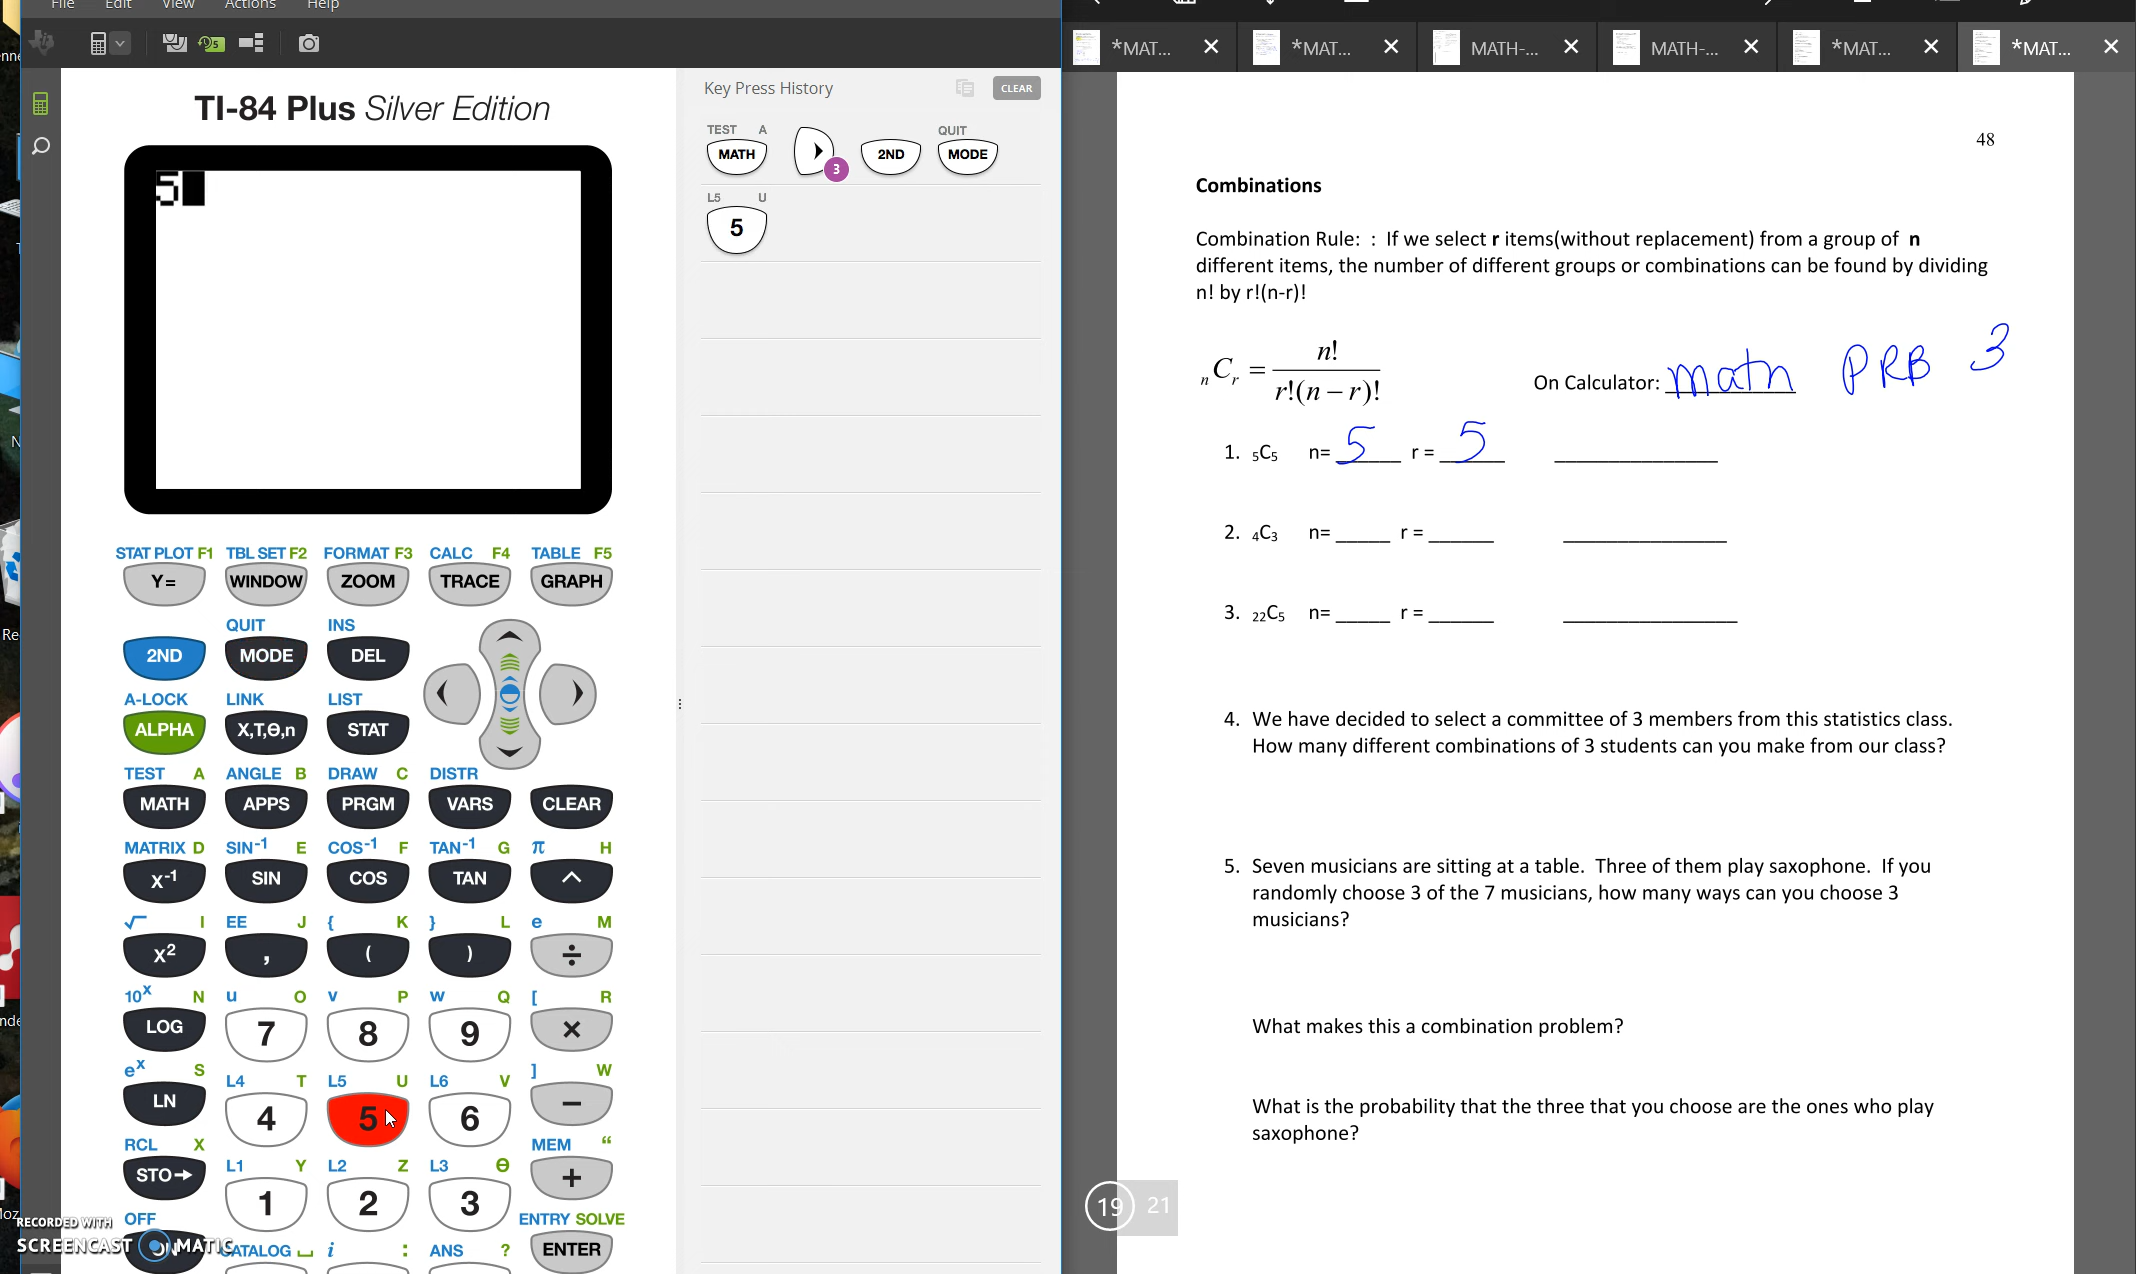 File Edit View Actions Help
TI-84 Plus Silver Edition
5
STAT PLOT F1 TBL SET F2 FORMAT F3 CALC F4 TABLE F5
Y= WINDOW ZOOM TRACE GRAPH
QUIT INS
2ND MODE DEL
A-LOCK LINK LIST
ALPHA X,T,Θ,n STAT
TEST A ANGLE B DRAW C DISTR
MATH APPS PRGM VARS CLEAR
MATRIX D SIN⁻¹ E COS⁻¹ F TAN⁻¹ G π H
X⁻¹ SIN COS TAN ^
√ I EE J { K } L e M
X² , ( ) ÷
10ˣ N u O v P w Q [ R
LOG 7 8 9 ×
eˣ S L4 T L5 U L6 V ] W
LN 4 5 6 −
RCL X L1 Y L2 Z L3 Θ MEM “
STO→ 1 2 3 +
OFF CATALOG i : ANS ? ENTRY SOLVE
ON ENTER
RECORDED WITH
SCREENCAST MATIC
Key Press History CLEAR
TEST A QUIT
MATH 3 2ND MODE
L5 U
5
*MAT... *MAT... MATH-... MATH-... *MAT... *MAT...
48
Combinations
Combination Rule: : If we select r items(without replacement) from a group of n
different items, the number of different groups or combinations can be found by dividing
n! by r!(n-r)!
nCr = n! / r!(n − r)!
On Calculator: math PRB 3
1. 5C5 n= 5 r = 5 ______________
2. 4C3 n= _____ r = ______ ______________
3. 22C5 n= _____ r = ______ _______________
4. We have decided to select a committee of 3 members from this statistics class.
How many different combinations of 3 students can you make from our class?
5. Seven musicians are sitting at a table. Three of them play saxophone. If you
randomly choose 3 of the 7 musicians, how many ways can you choose 3
musicians?
What makes this a combination problem?
What is the probability that the three that you choose are the ones who play
saxophone?
19 21